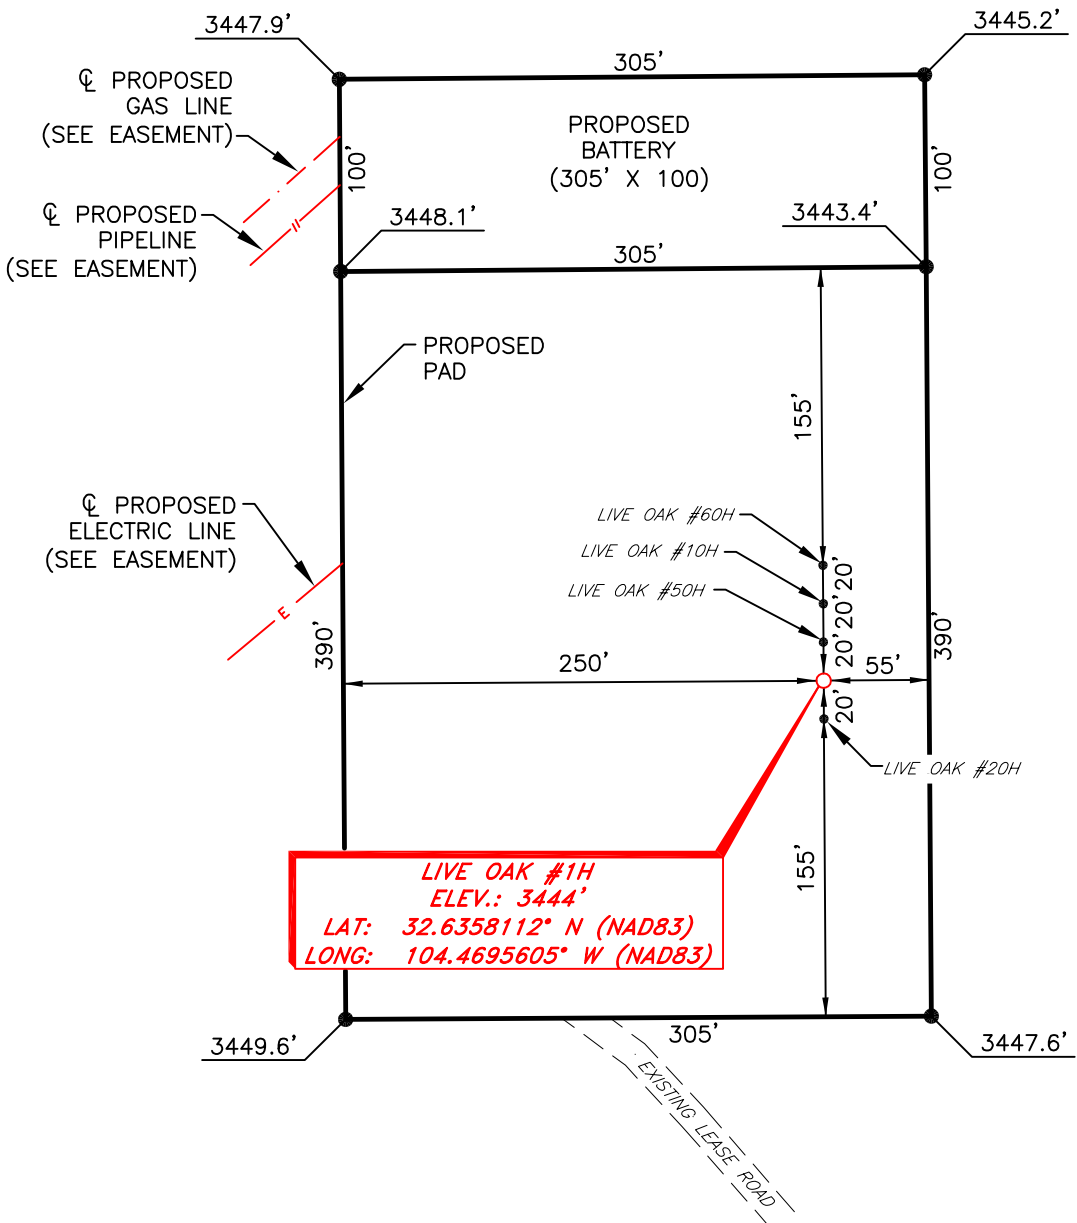 3447.9'
3445.2'
305'
℄ PROPOSED
GAS LINE
(SEE EASEMENT)
PROPOSED
BATTERY
(305' X 100)
100'
100'
℄ PROPOSED
PIPELINE
(SEE EASEMENT)
3448.1'
3443.4'
305'
PROPOSED
PAD
155'
℄ PROPOSED
ELECTRIC LINE
(SEE EASEMENT)
E
LIVE OAK #60H
LIVE OAK #10H
LIVE OAK #50H
20'
20'
20'
390'
390'
250'
55'
20'
LIVE OAK #20H
155'
LIVE OAK #1H
ELEV.: 3444'
LAT: 32.6358112° N (NAD83)
LONG: 104.4695605° W (NAD83)
305'
3449.6'
3447.6'
EXISTING LEASE ROAD